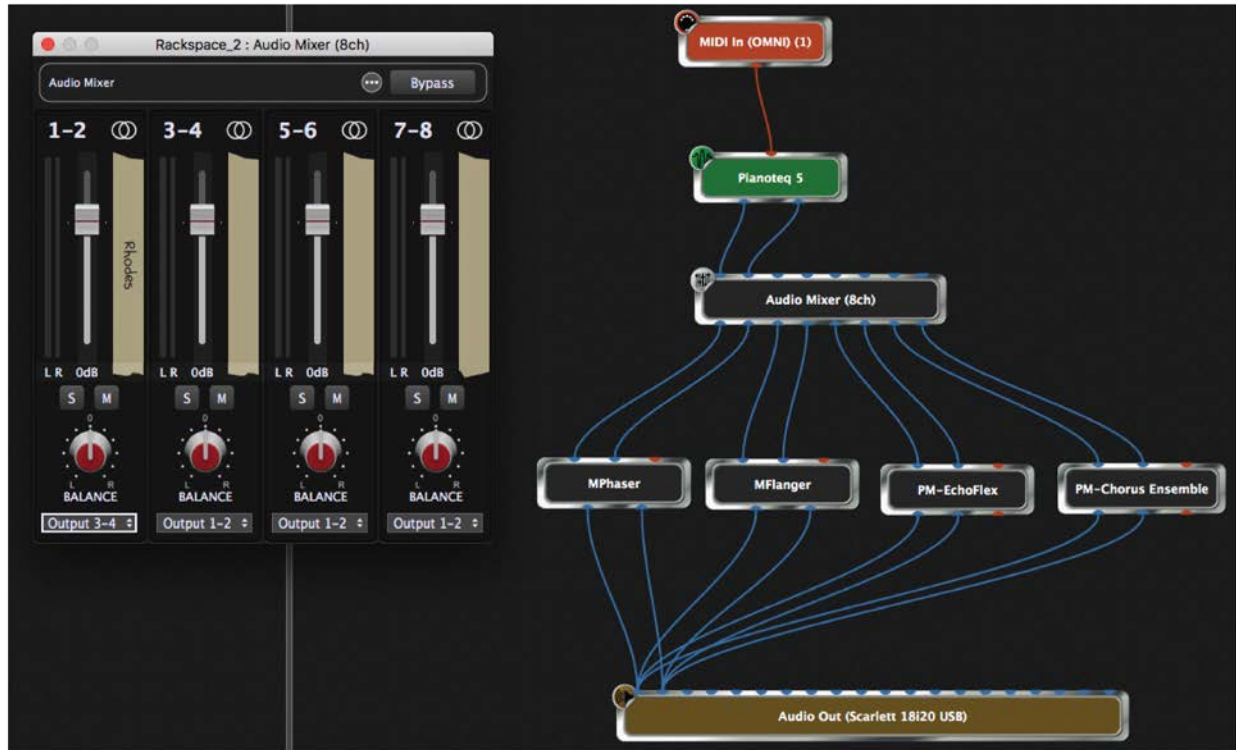 Rackspace_2 : Audio Mixer (8ch)
Audio Mixer
Bypass
1-2
3-4
5-6
7-8
Rhodes
L R 0dB
L R 0dB
L R 0dB
L R 0dB
S M
S M
S M
S M
0
0
0
0
L R
L R
L R
L R
BALANCE
BALANCE
BALANCE
BALANCE
Output 3-4
Output 1-2
Output 1-2
Output 1-2
MIDI In (OMNI) (1)
Pianoteq 5
Audio Mixer (8ch)
MPhaser
MFlanger
PM-EchoFlex
PM-Chorus Ensemble
Audio Out (Scarlett 18i20 USB)